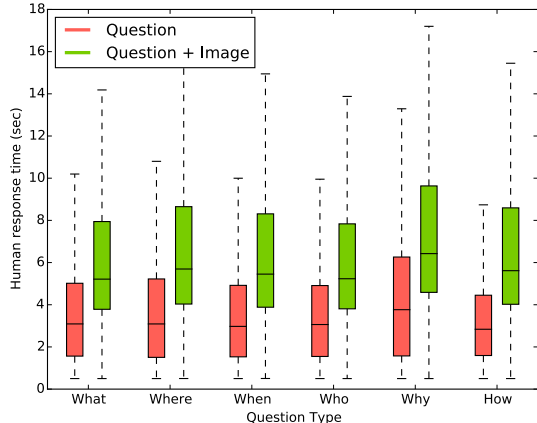 18
16
14
12
10
8
6
4
2
0
Human response time (sec)
Question
Question + Image
What Where When Who Why How
Question Type